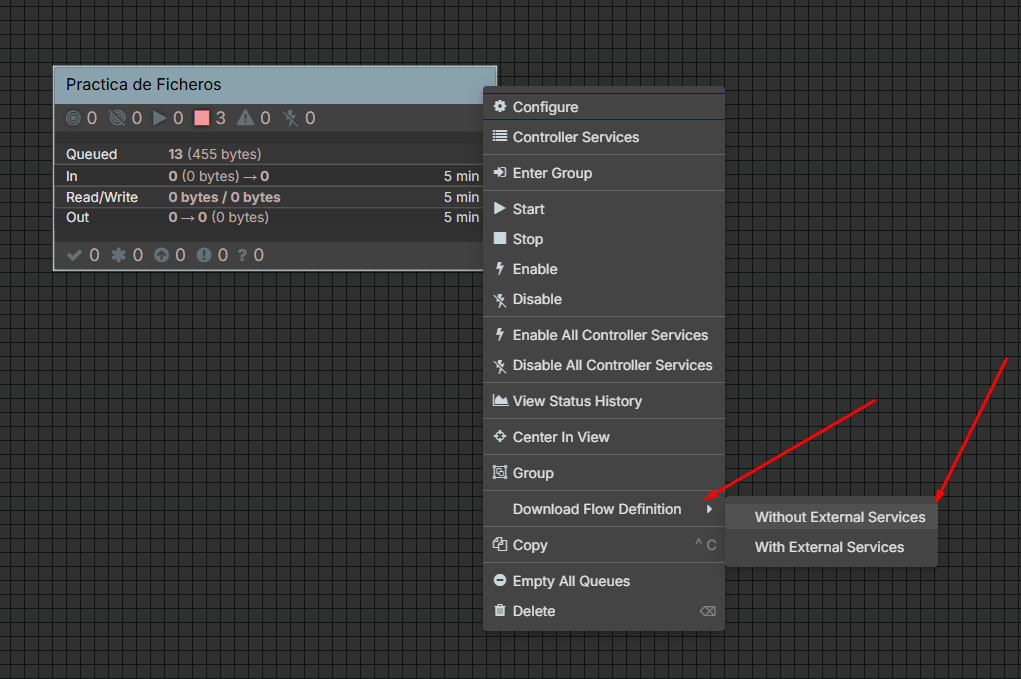 Practica de Ficheros
0 0 0 3 0 0
Queued 13 (455 bytes)
In 0 (0 bytes) → 0 5 min
Read/Write 0 bytes / 0 bytes 5 min
Out 0 → 0 (0 bytes) 5 min
0 0 0 0 ? 0
Configure
Controller Services
Enter Group
Start
Stop
Enable
Disable
Enable All Controller Services
Disable All Controller Services
View Status History
Center In View
Group
Download Flow Definition
Without External Services
With External Services
Copy ^ C
Empty All Queues
Delete ⌫